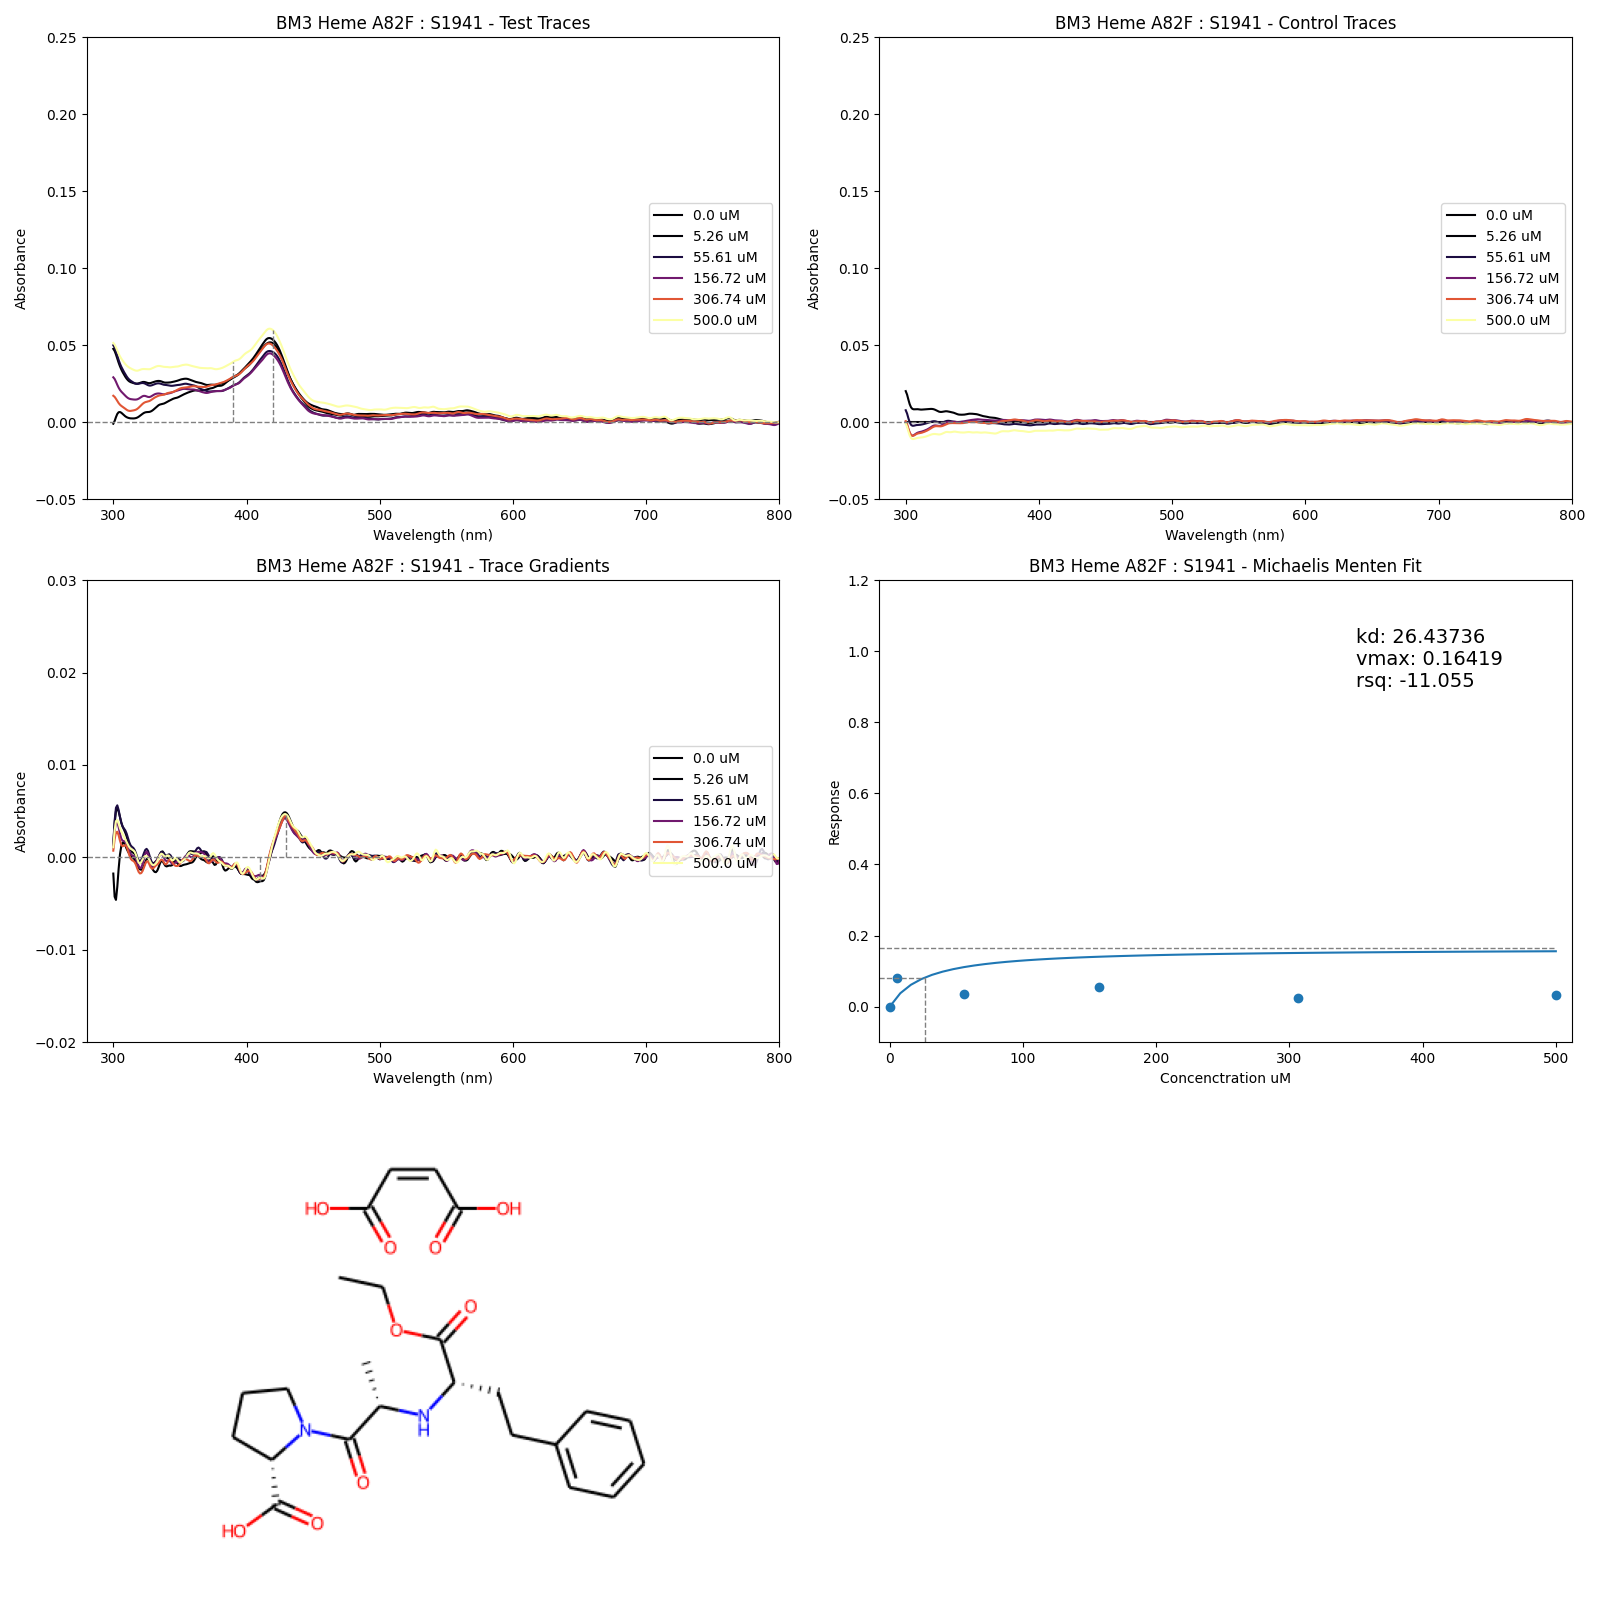 BM3 Heme A82F : S1941 - Test Traces
0.25
0.20
0.15
0.10
0.05
0.00
−0.05
Absorbance
300 400 500 600 700 800
Wavelength (nm)
0.0 uM
5.26 uM
55.61 uM
156.72 uM
306.74 uM
500.0 uM
BM3 Heme A82F : S1941 - Control Traces
0.25
0.20
0.15
0.10
0.05
0.00
−0.05
Absorbance
300 400 500 600 700 800
Wavelength (nm)
0.0 uM
5.26 uM
55.61 uM
156.72 uM
306.74 uM
500.0 uM
BM3 Heme A82F : S1941 - Trace Gradients
0.03
0.02
0.01
0.00
−0.01
−0.02
Absorbance
300 400 500 600 700 800
Wavelength (nm)
0.0 uM
5.26 uM
55.61 uM
156.72 uM
306.74 uM
500.0 uM
BM3 Heme A82F : S1941 - Michaelis Menten Fit
1.2
1.0
0.8
0.6
0.4
0.2
0.0
Response
0 100 200 300 400 500
Concenctration uM
kd: 26.43736
vmax: 0.16419
rsq: -11.055
HO OH
O O
O
O
N
NH
O
HO O